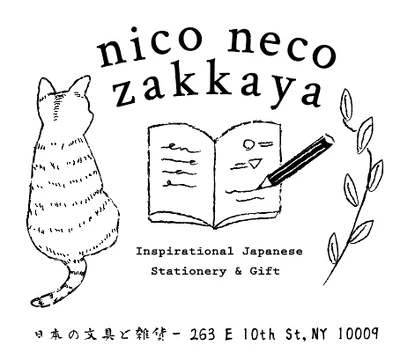 nico neco
zakkaya
Inspirational Japanese
Stationery & Gift
日本の文具と雑貨 - 263 E 10th St, NY 10009